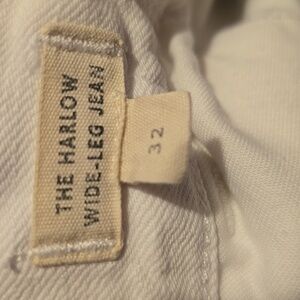 THE HARLOW
WIDE-LEG JEAN
32